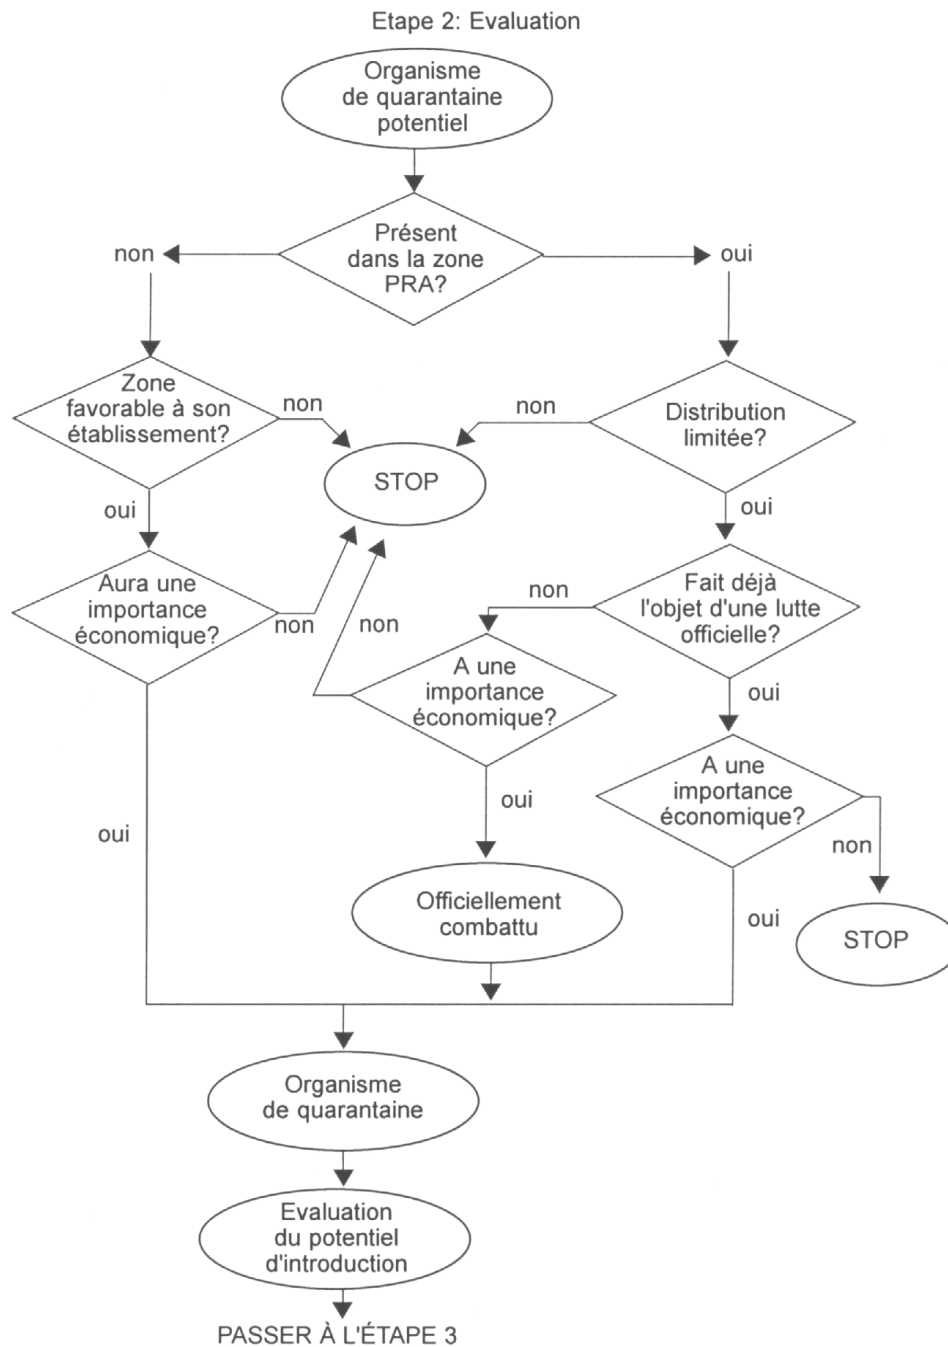 Etape 2: Evaluation
Organisme
de quarantaine
potentiel
Présent
dans la zone
PRA?
non
oui
Zone
favorable à son
établissement?
non
non
Distribution
limitée?
STOP
oui
oui
Aura une
importance
économique?
non
non
non
Fait déjà
l'objet d'une lutte
officielle?
A une
importance
économique?
oui
A une
importance
économique?
oui
oui
non
Officiellement
combattu
oui
STOP
Organisme
de quarantaine
Evaluation
du potentiel
d'introduction
PASSER À L'ÉTAPE 3